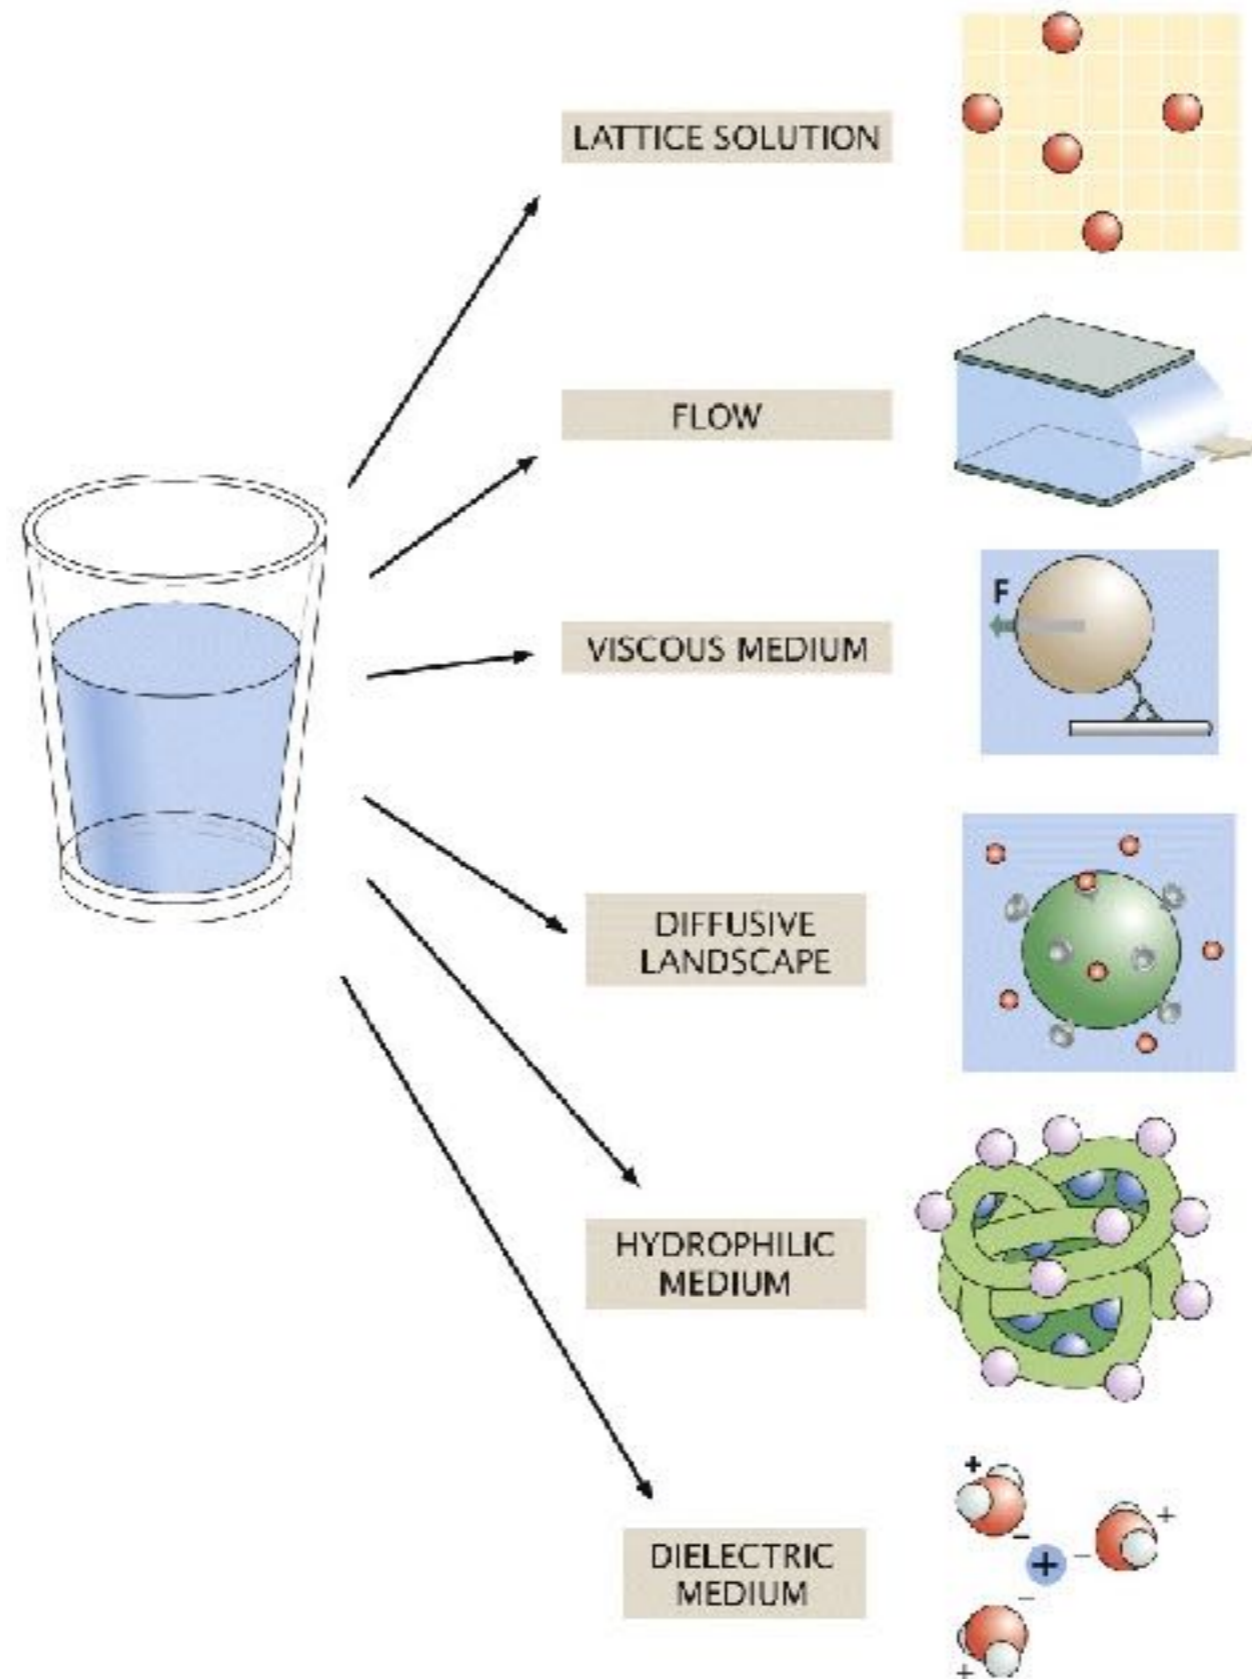 LATTICE SOLUTION
FLOW
F
VISCOUS MEDIUM
DIFFUSIVE
LANDSCAPE
HYDROPHILIC
MEDIUM
+
+
−
+
−
DIELECTRIC
MEDIUM
−
+